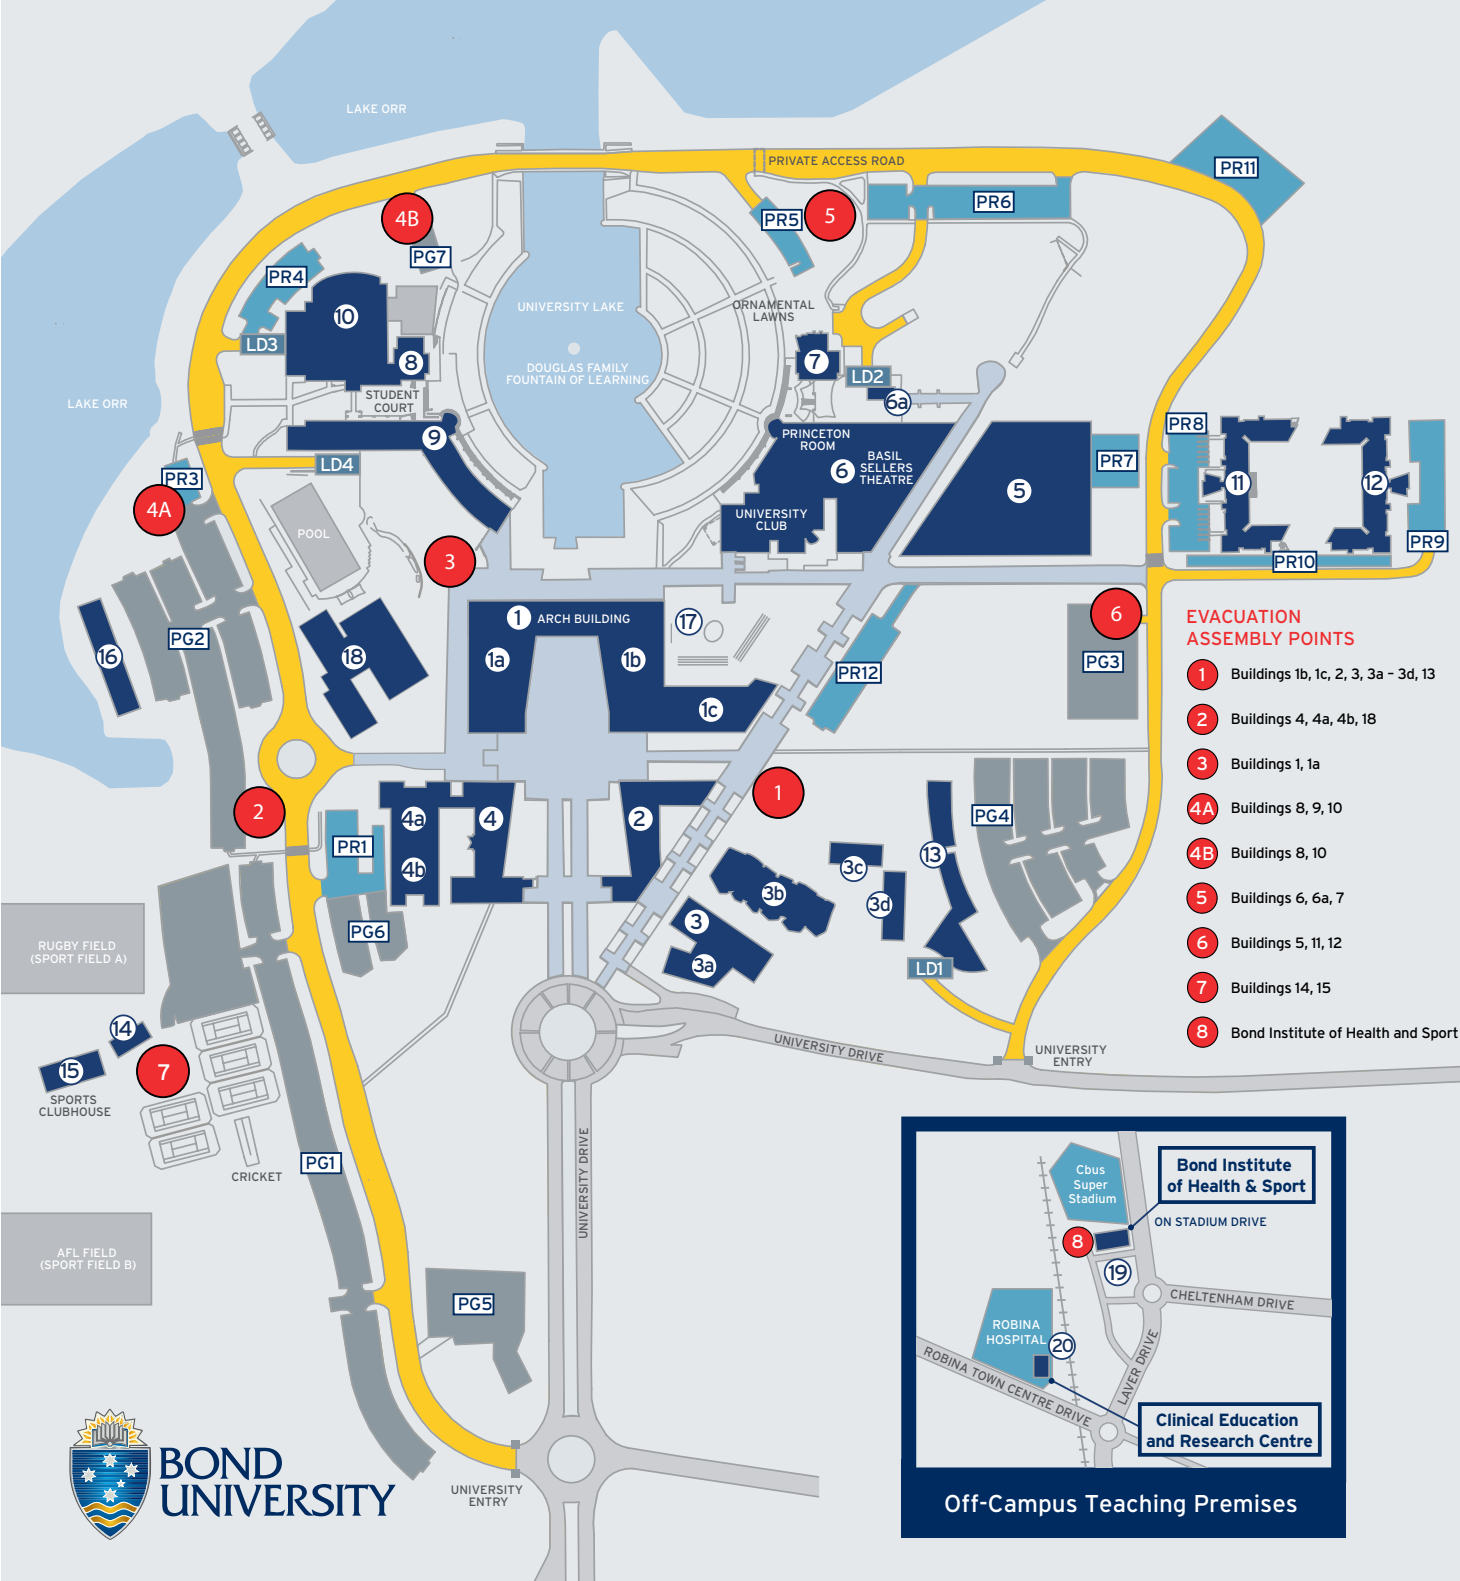 LAKE ORR
PRIVATE ACCESS ROAD
PR11
4B
PR5
5
PR6
PG7
PR4
UNIVERSITY LAKE
ORNAMENTAL
LAWNS
10
LD3
8
7
LD2
DOUGLAS FAMILY
FOUNTAIN OF LEARNING
STUDENT
COURT
6a
LAKE ORR
9
PRINCETON
ROOM
BASIL
SELLERS
THEATRE
6
PR8
LD4
PR7
PR3
5
11
12
4A
UNIVERSITY
CLUB
POOL
PR9
3
PR10
1
ARCH BUILDING
17
6
PG2
16
18
1a
1b
PR12
PG3
1c
EVACUATION
ASSEMBLY POINTS
1 Buildings 1b, 1c, 2, 3, 3a – 3d, 13
2 Buildings 4, 4a, 4b, 18
3 Buildings 1, 1a
4A Buildings 8, 9, 10
4B Buildings 8, 10
5 Buildings 6, 6a, 7
6 Buildings 5, 11, 12
7 Buildings 14, 15
8 Bond Institute of Health and Sport
1
2
4a
4
2
PG4
PR1
4b
3c
13
3b
3d
PG6
3
3a
RUGBY FIELD
(SPORT FIELD A)
LD1
14
15
7
SPORTS
CLUBHOUSE
UNIVERSITY DRIVE
UNIVERSITY
ENTRY
PG1
CRICKET
UNIVERSITY DRIVE
AFL FIELD
(SPORT FIELD B)
PG5
UNIVERSITY
ENTRY
BOND
UNIVERSITY
Cbus
Super
Stadium
Bond Institute
of Health & Sport
ON STADIUM DRIVE
8
19
CHELTENHAM DRIVE
ROBINA
HOSPITAL
20
LAVER DRIVE
ROBINA TOWN CENTRE DRIVE
Clinical Education
and Research Centre
Off-Campus Teaching Premises